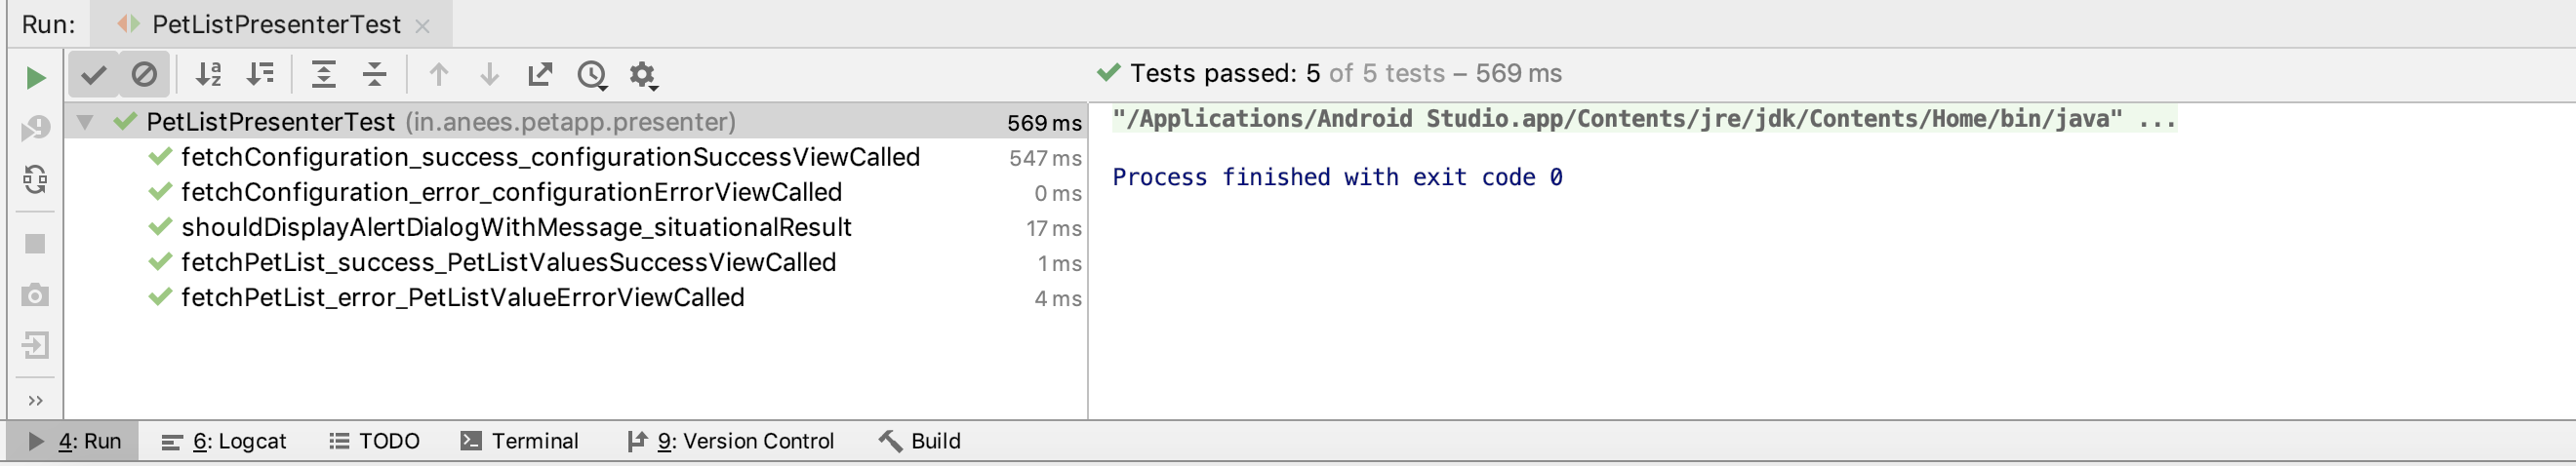 Run: PetListPresenterTest
Tests passed: 5 of 5 tests – 569 ms
PetListPresenterTest (in.anees.petapp.presenter) 569 ms
fetchConfiguration_success_configurationSuccessViewCalled 547 ms
fetchConfiguration_error_configurationErrorViewCalled 0 ms
shouldDisplayAlertDialogWithMessage_situationalResult 17 ms
fetchPetList_success_PetListValuesSuccessViewCalled 1 ms
fetchPetList_error_PetListValueErrorViewCalled 4 ms
"/Applications/Android Studio.app/Contents/jre/jdk/Contents/Home/bin/java" ...
Process finished with exit code 0
4: Run 6: Logcat TODO Terminal 9: Version Control Build